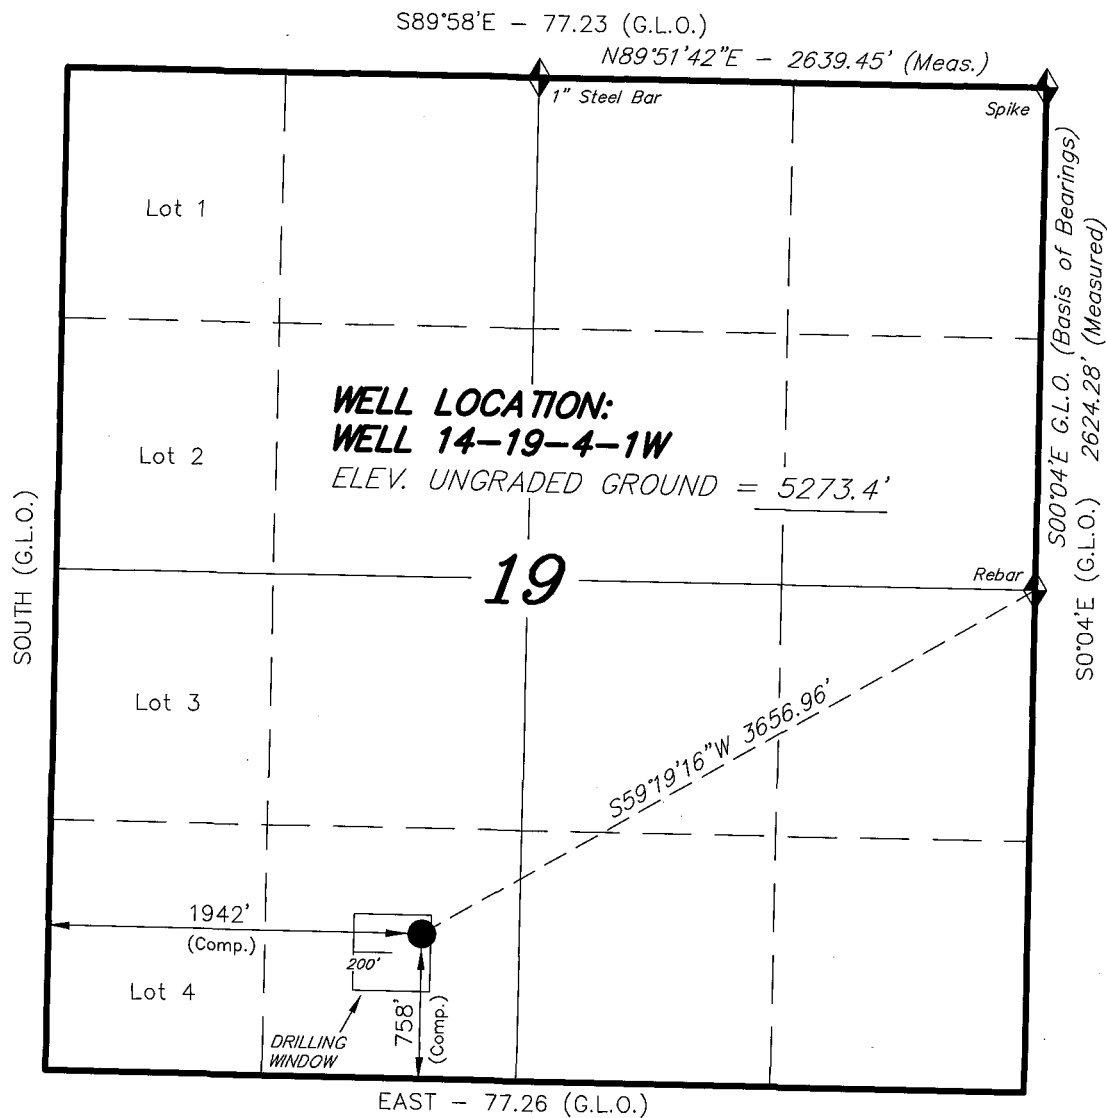 S89°58'E – 77.23 (G.L.O.)
N89°51'42"E – 2639.45' (Meas.)
1" Steel Bar
Spike
Lot 1
S00°04'E G.L.O. (Basis of Bearings)
2624.28' (Measured)
S0°04'E (G.L.O.)
WELL LOCATION:
WELL 14–19–4–1W
ELEV. UNGRADED GROUND = 5273.4'
Lot 2
SOUTH (G.L.O.)
19
Rebar
Lot 3
S59°19'16"W 3656.96'
1942'
(Comp.)
200'
Lot 4
758'
(Comp.)
DRILLING
WINDOW
EAST – 77.26 (G.L.O.)